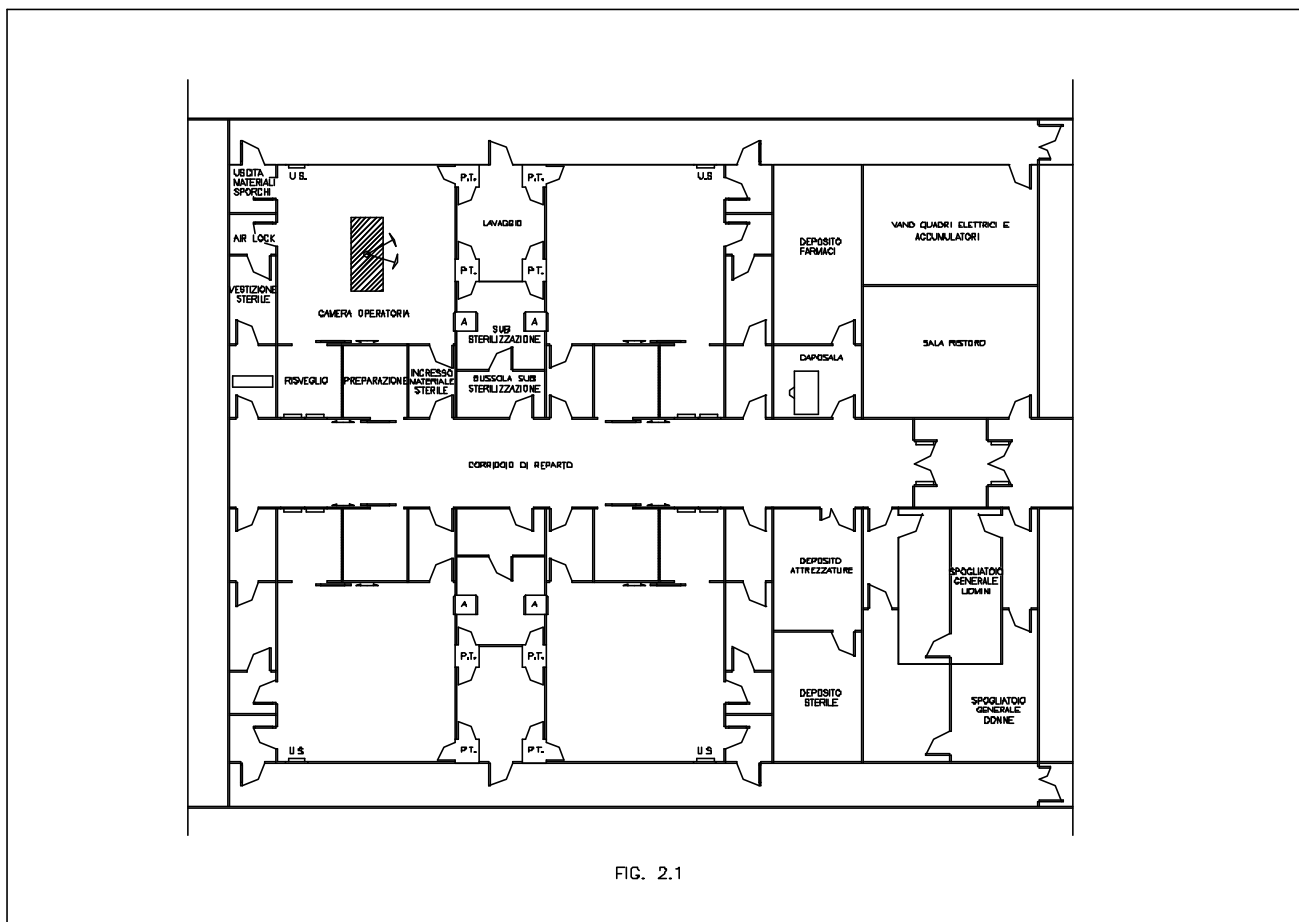 USCITA
MATERIALI
SPORCHI
U S.
P.T.
P.T.
U.S
AIR LOCK
LAVAGGIO
DEPOSITO
FARMACI
VANO QUADRI ELETTRICI E
ACCUMULATORI
P.T.
P.T.
VESTIZIONE
STERILE
CAMERA OPERATORIA
A
A
SUB
STERILIZZAZIONE
SALA RISTORO
RISVEGLIO
PREPARAZIONE
INGRESSO
MATERIALE
STERILE
BUSSOLA SUB
STERILIZZAZIONE
CAPOSALA
CORRIDOIO DI REPARTO
DEPOSITO
ATTREZZATURE
SPOGLIATOIO
GENERALE
UOMINI
A
A
P.T.
P.T.
DEPOSITO
STERILE
SPOGLIATOIO
GENERALE
DONNE
U S
P.T.
P.T.
U S
FIG. 2.1